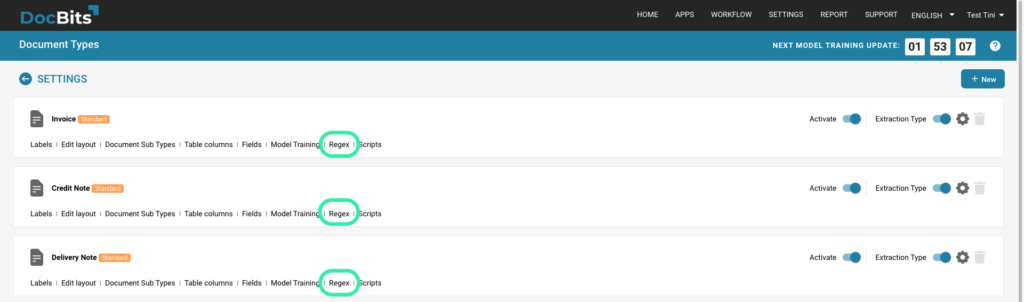 DocBits HOME APPS WORKFLOW SETTINGS REPORT SUPPORT ENGLISH Test Tini
Document Types NEXT MODEL TRAINING UPDATE: 01 53 07 ?
SETTINGS + New
Invoice Standard Activate Extraction Type
Labels I Edit layout I Document Sub Types I Table columns I Fields I Model Training I Regex I Scripts
Credit Note Standard Activate Extraction Type
Labels I Edit layout I Document Sub Types I Table columns I Fields I Model Training I Regex I Scripts
Delivery Note Standard Activate Extraction Type
Labels I Edit layout I Document Sub Types I Table columns I Fields I Model Training I Regex I Scripts